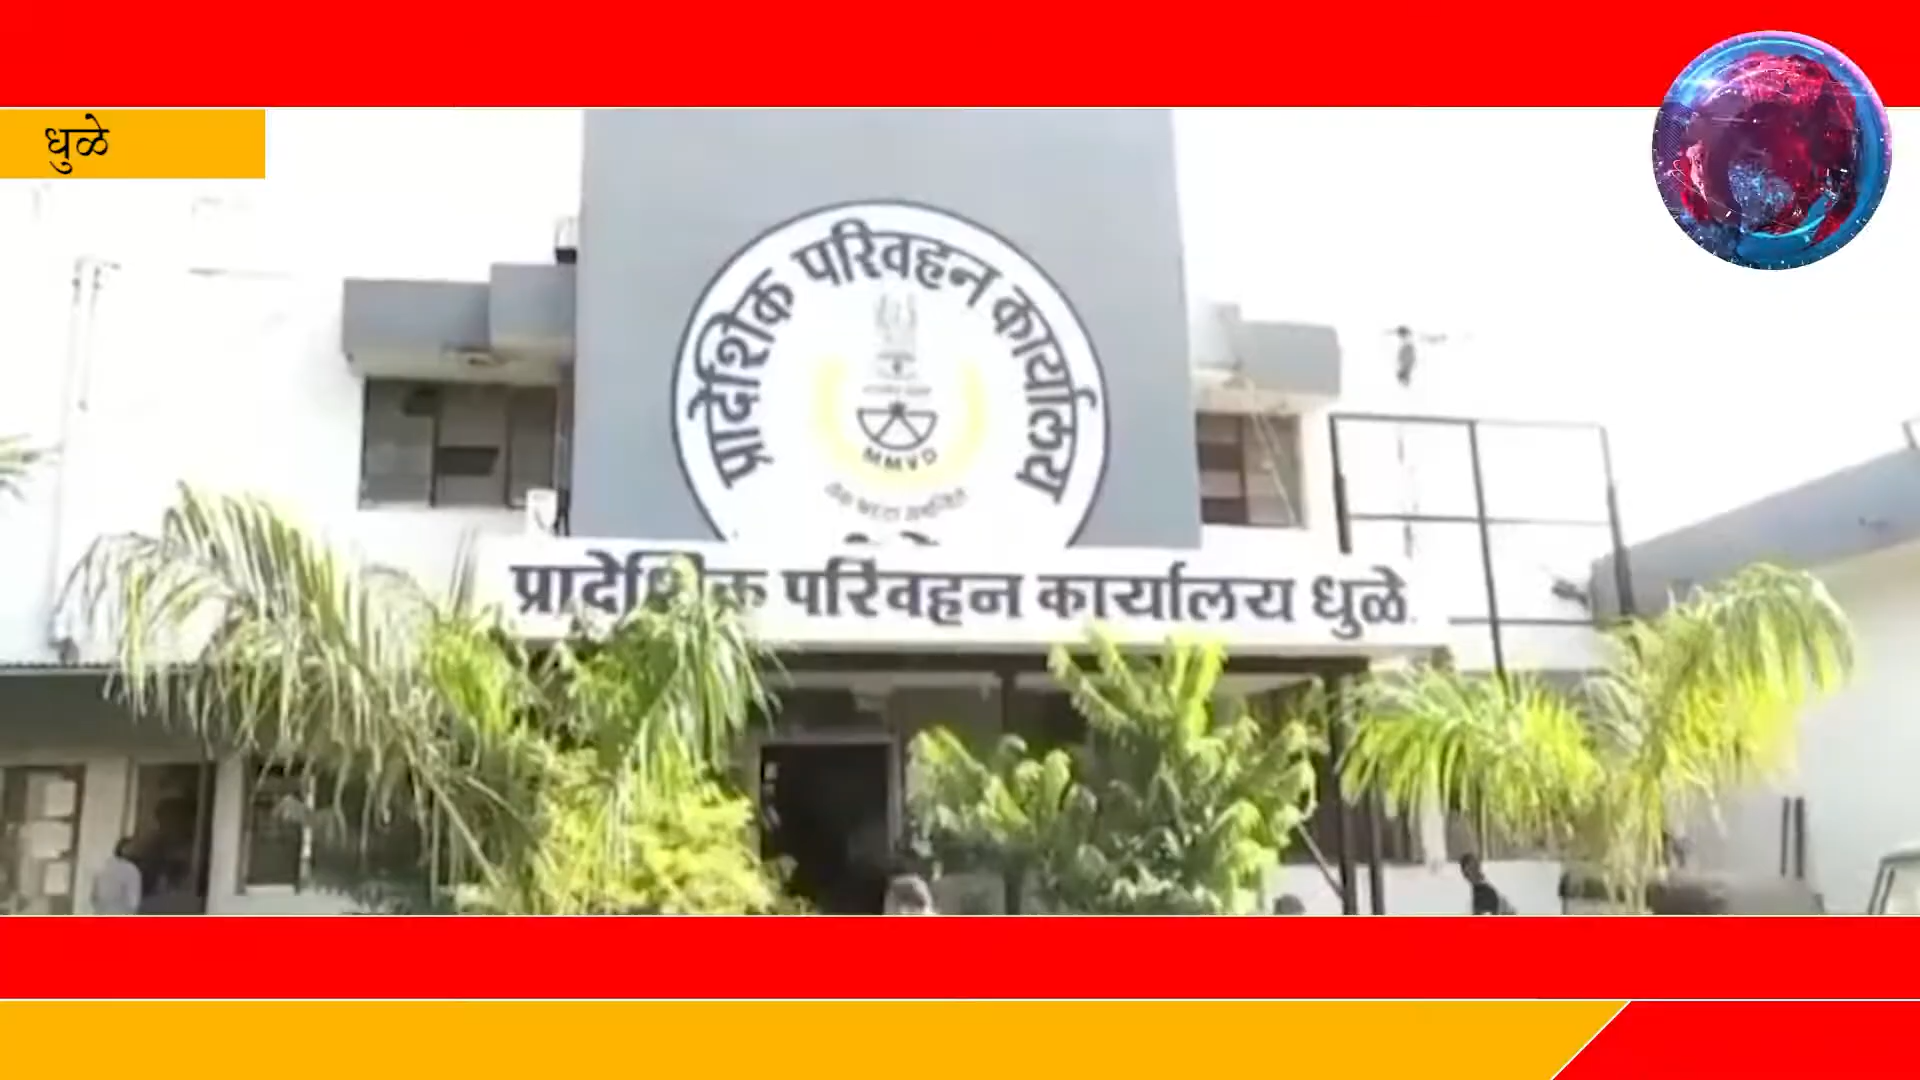 धुळे
प्रादेशिक परिवहन कार्यालय
MMVD
प्रादेशिक परिवहन कार्यालय धुळे